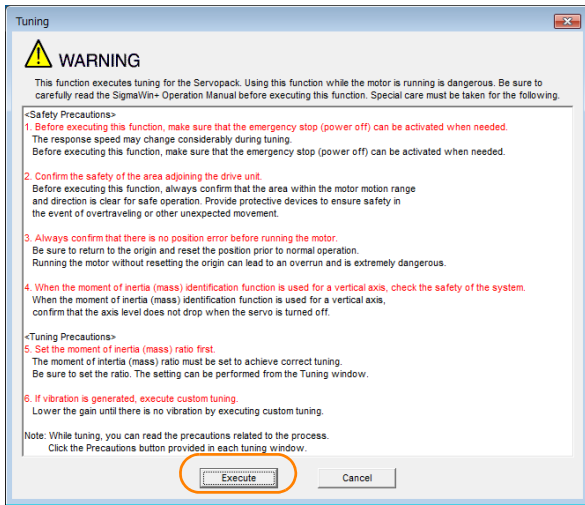 Tuning
WARNING
This function executes tuning for the Servopack. Using this function while the motor is running is dangerous. Be sure to
carefully read the SigmaWin+ Operation Manual before executing this function. Special care must be taken for the following.
<Safety Precautions>
1. Before executing this function, make sure that the emergency stop (power off) can be activated when needed.
The response speed may change considerably during tuning.
Before executing this function, make sure that the emergency stop (power off) can be activated when needed.
2. Confirm the safety of the area adjoining the drive unit.
Before executing this function, always confirm that the area within the motor motion range
and direction is clear for safe operation. Provide protective devices to ensure safety in
the event of overtraveling or other unexpected movement.
3. Always confirm that there is no position error before running the motor.
Be sure to return to the origin and reset the position prior to normal operation.
Running the motor without resetting the origin can lead to an overrun and is extremely dangerous.
4. When the moment of inertia (mass) identification function is used for a vertical axis, check the safety of the system.
When the moment of inertia (mass) identification function is used for a vertical axis,
confirm that the axis level does not drop when the servo is turned off.
<Tuning Precautions>
5. Set the moment of inertia (mass) ratio first.
The moment of intertia (mass) ratio must be set to achieve correct tuning.
Be sure to set the ratio. The setting can be performed from the Tuning window.
6. If vibration is generated, execute custom tuning.
Lower the gain until there is no vibration by executing custom tuning.
Note: While tuning, you can read the precautions related to the process.
Click the Precautions button provided in each tuning window.
Execute Cancel